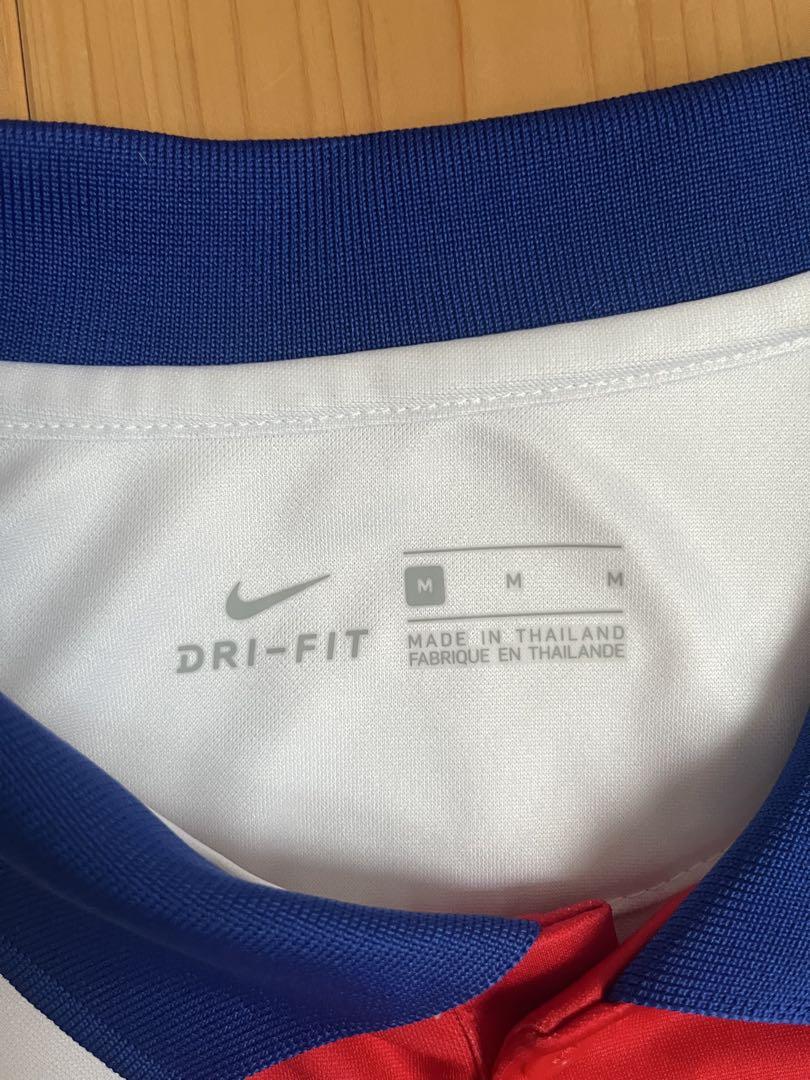 DRI-FIT
M M M
MADE IN THAILAND
FABRIQUE EN THAILANDE